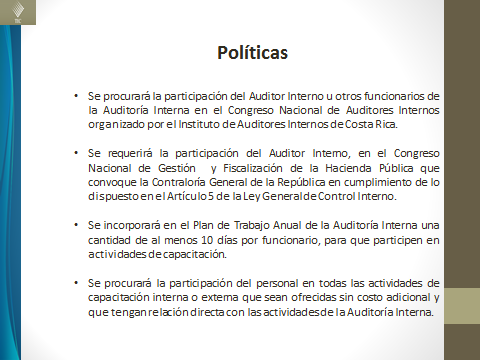 Políticas
• Se procurará la participación del Auditor Interno u otros funcionarios de
la Auditoría Interna en el Congreso Nacional de Auditores Internos
organizado por el Instituto de Auditores Internos de Costa Rica.
• Se requerirá la participación del Auditor Interno, en el Congreso
Nacional de Gestión y Fiscalización de la Hacienda Pública que
convoque la Contraloría General de la República en cumplimiento de lo
dispuesto en el Artículo 5 de la Ley General de Control Interno.
• Se incorporará en el Plan de Trabajo Anual de la Auditoría Interna una
cantidad de al menos 10 días por funcionario, para que participen en
actividades de capacitación.
• Se procurará la participación del personal en todas las actividades de
capacitación interna o externa que sean ofrecidas sin costo adicional y
que tengan relación directa con las actividades de la Auditoría Interna.